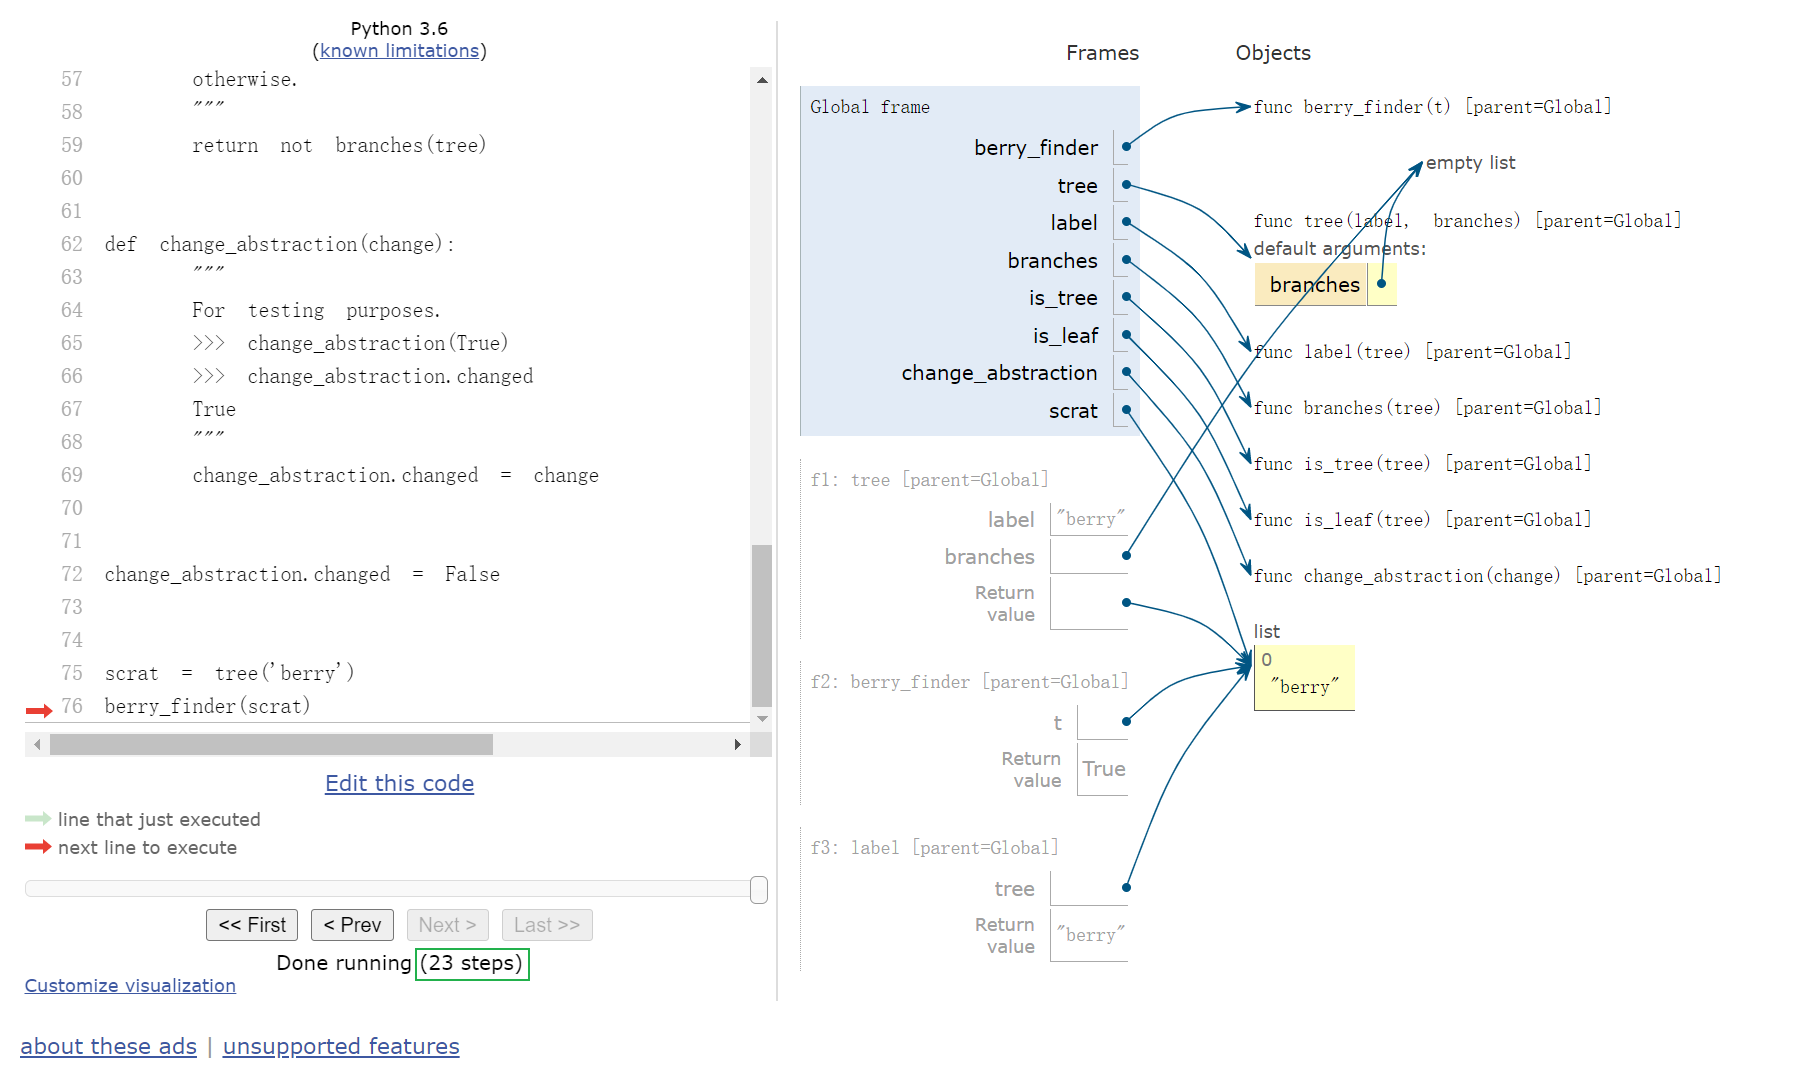 Python 3.6
(known limitations)
57 otherwise.
58 """
59 return not branches(tree)
60
61
62 def change_abstraction(change):
63 """
64 For testing purposes.
65 >>> change_abstraction(True)
66 >>> change_abstraction.changed
67 True
68 """
69 change_abstraction.changed = change
70
71
72 change_abstraction.changed = False
73
74
75 scrat = tree('berry')
76 berry_finder(scrat)
Edit this code
line that just executed
next line to execute
<< First < Prev Next > Last >>
Done running (23 steps)
Customize visualization
about these ads | unsupported features
Frames Objects
Global frame
berry_finder
tree
label
branches
is_tree
is_leaf
change_abstraction
scrat
f1: tree [parent=Global]
label "berry"
branches
Return
value
f2: berry_finder [parent=Global]
t
Return
value True
f3: label [parent=Global]
tree
Return
value "berry"
func berry_finder(t) [parent=Global]
empty list
func tree(label, branches) [parent=Global]
default arguments:
branches
func label(tree) [parent=Global]
func branches(tree) [parent=Global]
func is_tree(tree) [parent=Global]
func is_leaf(tree) [parent=Global]
func change_abstraction(change) [parent=Global]
list
0
"berry"